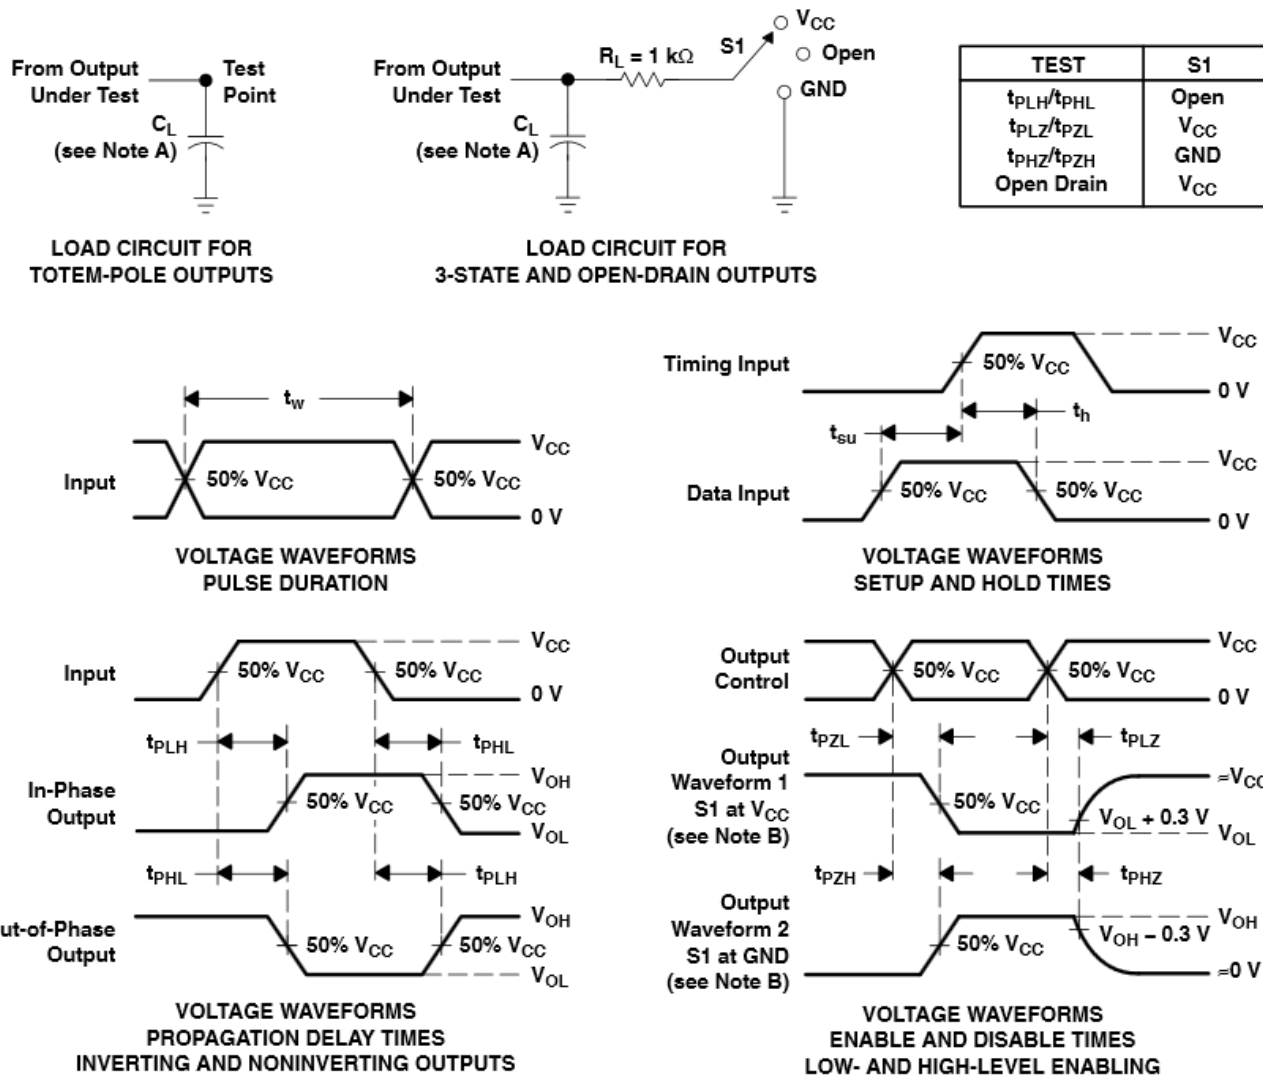 From Output
Under Test
Test
Point
CL
(see Note A)
LOAD CIRCUIT FOR
TOTEM-POLE OUTPUTS
From Output
Under Test
RL = 1 kΩ
S1
VCC
Open
GND
CL
(see Note A)
LOAD CIRCUIT FOR
3-STATE AND OPEN-DRAIN OUTPUTS
TEST S1
tPLH/tPHL Open
tPLZ/tPZL VCC
tPHZ/tPZH GND
Open Drain VCC
tw
Input
50% VCC
50% VCC
VCC
0 V
VOLTAGE WAVEFORMS
PULSE DURATION
Timing Input
50% VCC
VCC
0 V
tsu
th
Data Input
50% VCC
50% VCC
VCC
0 V
VOLTAGE WAVEFORMS
SETUP AND HOLD TIMES
Input
50% VCC
50% VCC
VCC
0 V
tPLH
tPHL
In-Phase
Output
50% VCC
50% VCC
VOH
VOL
tPHL
tPLH
ut-of-Phase
Output
50% VCC
50% VCC
VOH
VOL
VOLTAGE WAVEFORMS
PROPAGATION DELAY TIMES
INVERTING AND NONINVERTING OUTPUTS
Output
Control
50% VCC
50% VCC
VCC
0 V
tPZL
tPLZ
Output
Waveform 1
S1 at VCC
(see Note B)
50% VCC
VOL + 0.3 V
≈VCC
VOL
tPZH
tPHZ
Output
Waveform 2
S1 at GND
(see Note B)
50% VCC
VOH − 0.3 V
VOH
≈0 V
VOLTAGE WAVEFORMS
ENABLE AND DISABLE TIMES
LOW- AND HIGH-LEVEL ENABLING